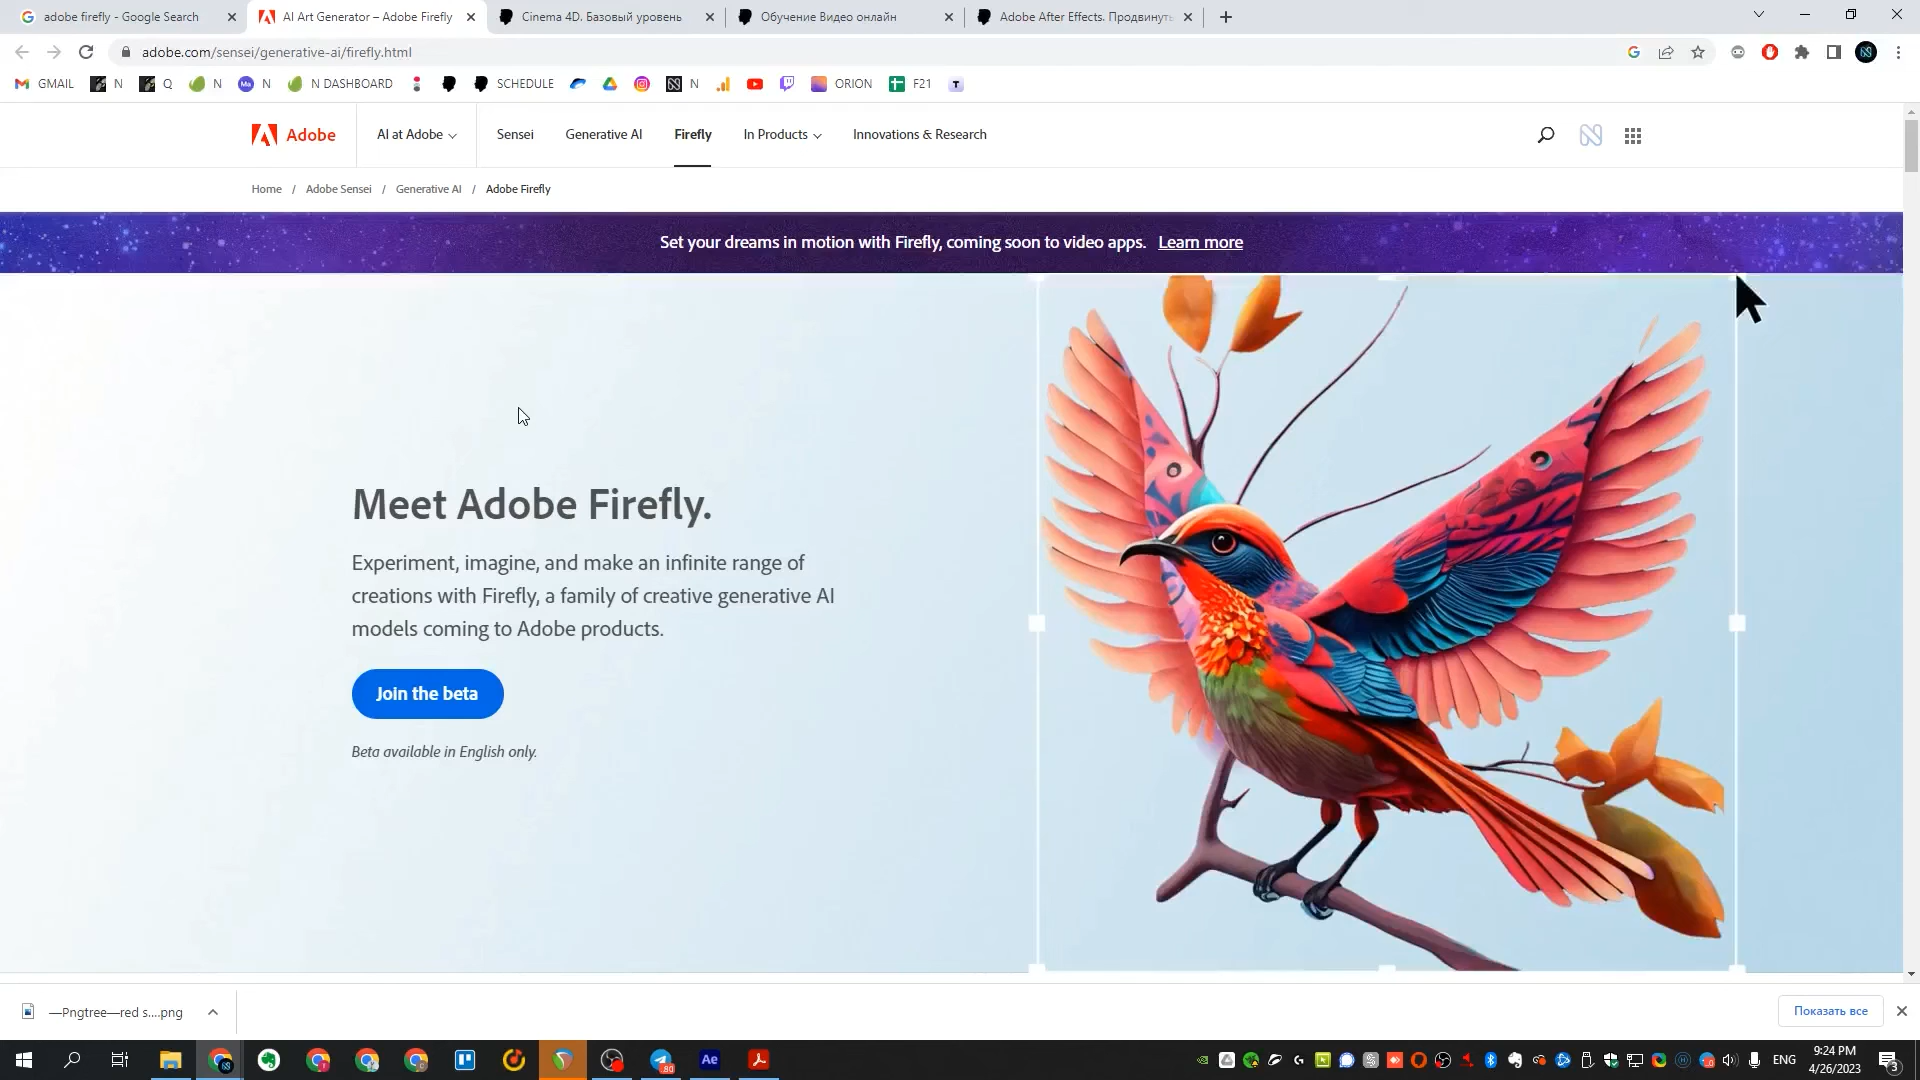 adobe firefly - Google Search
AI Art Generator – Adobe Firefly
Cinema 4D. Базовый уровень
Обучение Видео онлайн
Adobe After Effects. Продвинуты
adobe.com/sensei/generative-ai/firefly.html
GMAIL N Q N N N DASHBOARD SCHEDULE N ORION F21
Adobe
AI at Adobe Sensei Generative AI Firefly In Products Innovations & Research
Home / Adobe Sensei / Generative AI / Adobe Firefly
Set your dreams in motion with Firefly, coming soon to video apps. Learn more
Meet Adobe Firefly.
Experiment, imagine, and make an infinite range of
creations with Firefly, a family of creative generative AI
models coming to Adobe products.
Join the beta
Beta available in English only.
—Pngtree—red s....png
Показать все
Ae
80
ENG
9:24 PM
4/26/2023
3